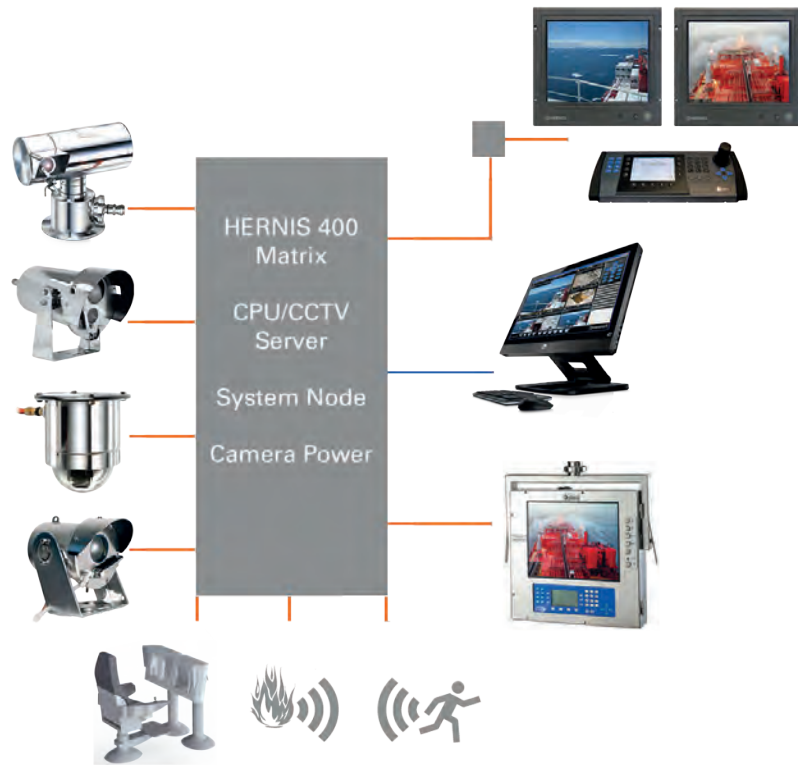 HERNIS 400
Matrix
CPU/CCTV
Server
System Node
Camera Power